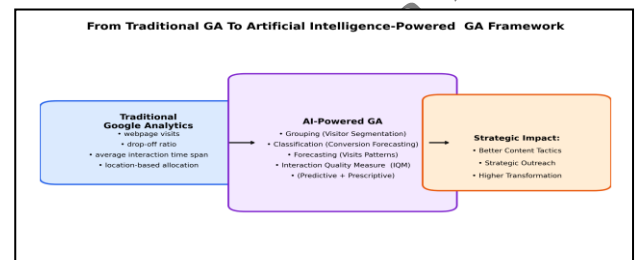 From Traditional GA To Artificial Intelligence-Powered GA Framework
Traditional
Google Analytics
• webpage visits
• drop-off ratio
• average interaction time span
• location-based allocation
AI-Powered GA
• Grouping (Visitor Segmentation)
• Classification (Conversion Forecasting)
• Forecasting (Visits Patterns)
• Interaction Quality Measure (IQM)
• (Predictive + Prescriptive)
Strategic Impact:
• Better Content Tactics
• Strategic Outreach
• Higher Transformation